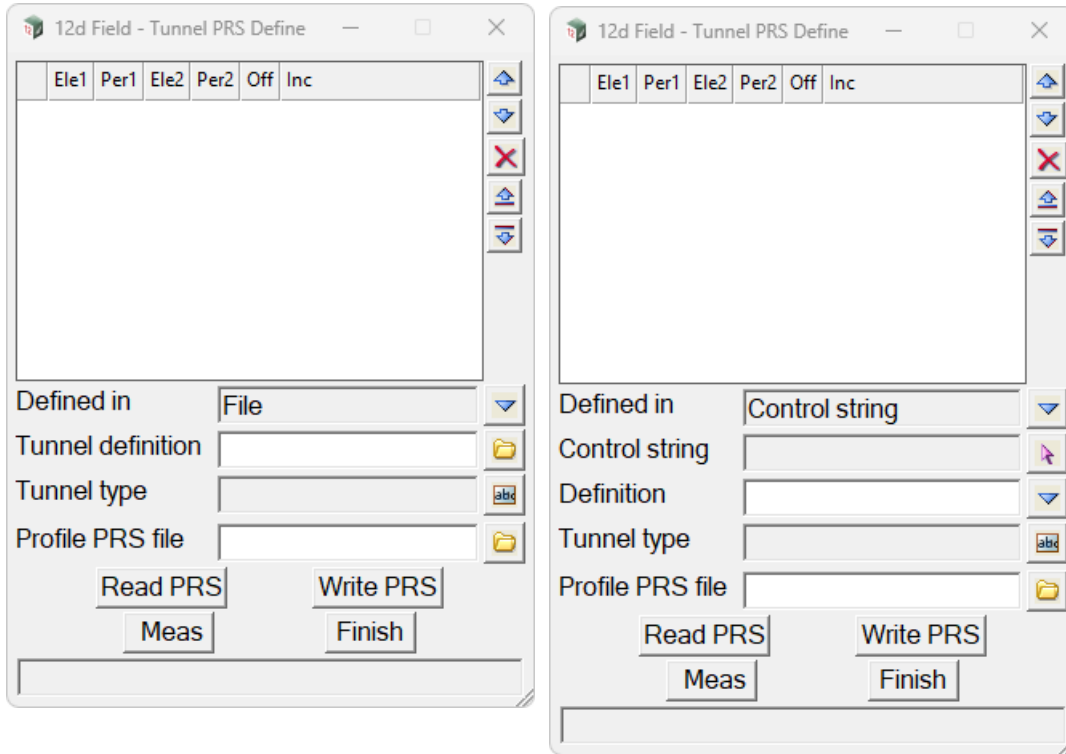 12d Field - Tunnel PRS Define
Ele1 Per1 Ele2 Per2 Off Inc
Defined in File
Tunnel definition
Tunnel type abc
Profile PRS file
Read PRS Write PRS
Meas Finish
12d Field - Tunnel PRS Define
Ele1 Per1 Ele2 Per2 Off Inc
Defined in Control string
Control string
Definition
Tunnel type abc
Profile PRS file
Read PRS Write PRS
Meas Finish